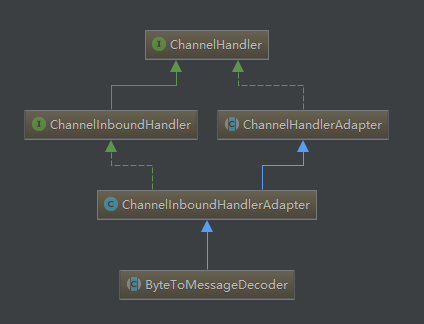 I ChannelHandler
I ChannelInboundHandler
C ChannelHandlerAdapter
C ChannelInboundHandlerAdapter
C ByteToMessageDecoder